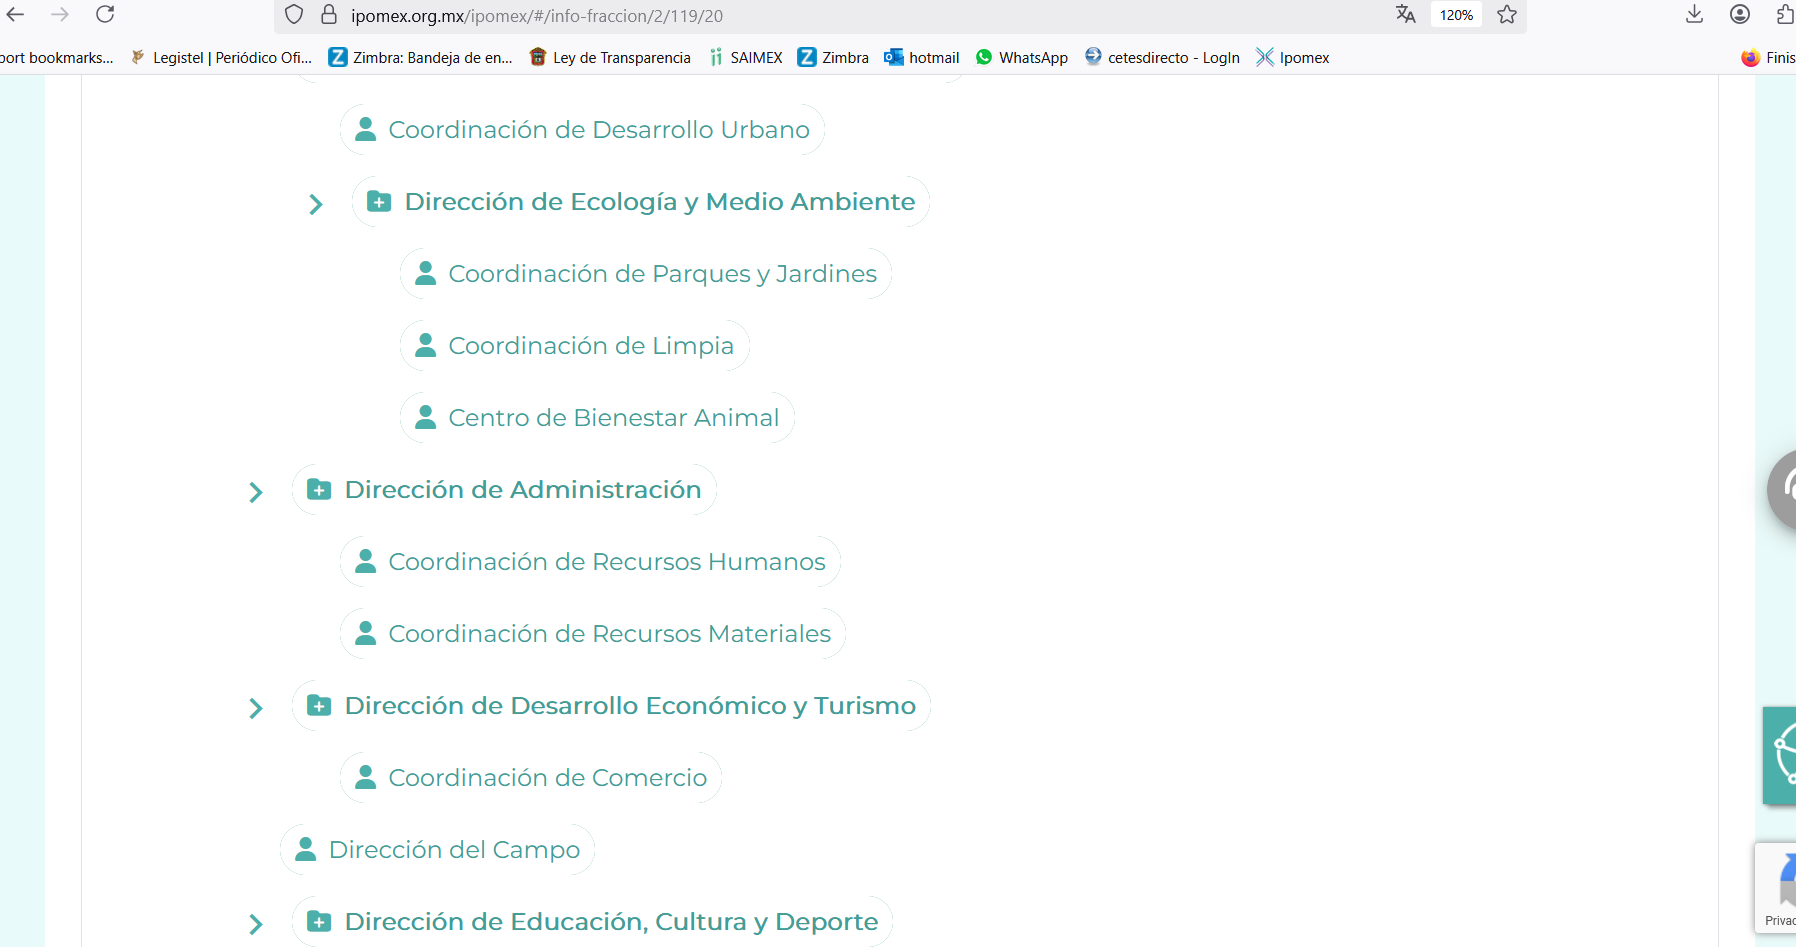 ipomex.org.mx/ipomex/#/info-fraccion/2/119/20
120%
port bookmarks...
Legistel | Periódico Ofi...
Zimbra: Bandeja de en...
Ley de Transparencia
SAIMEX
Zimbra
hotmail
WhatsApp
cetesdirecto - LogIn
Ipomex
Finis
Coordinación de Desarrollo Urbano
Dirección de Ecología y Medio Ambiente
Coordinación de Parques y Jardines
Coordinación de Limpia
Centro de Bienestar Animal
Dirección de Administración
Coordinación de Recursos Humanos
Coordinación de Recursos Materiales
Dirección de Desarrollo Económico y Turismo
Coordinación de Comercio
Dirección del Campo
Dirección de Educación, Cultura y Deporte
Privac